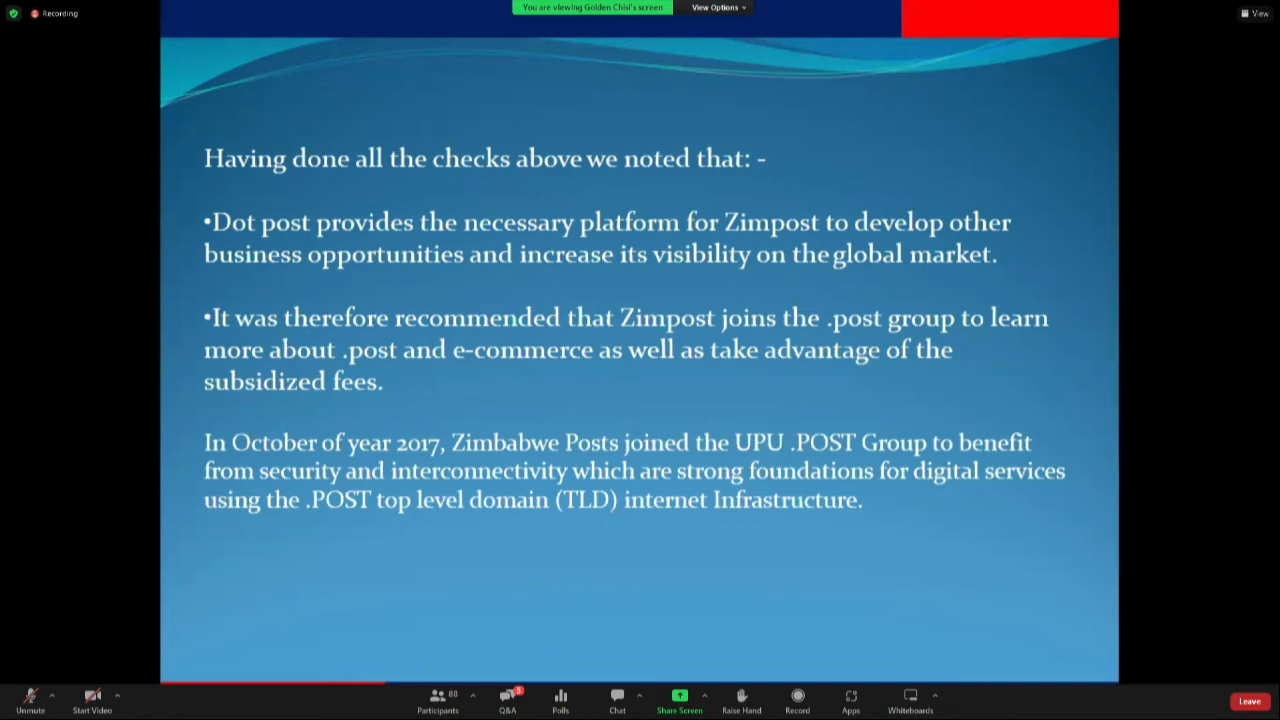 Recording
You are viewing Golden Chisi's screen
View Options
View
Having done all the checks above we noted that: -
•Dot post provides the necessary platform for Zimpost to develop other
business opportunities and increase its visibility on the global market.
•It was therefore recommended that Zimpost joins the .post group to learn
more about .post and e-commerce as well as take advantage of the
subsidized fees.
In October of year 2017, Zimbabwe Posts joined the UPU .POST Group to benefit
from security and interconnectivity which are strong foundations for digital services
using the .POST top level domain (TLD) internet Infrastructure.
Unmute
Start Video
Participants
88
Q&A
5
Polls
Chat
Share Screen
Raise Hand
Record
Apps
Whiteboards
Leave